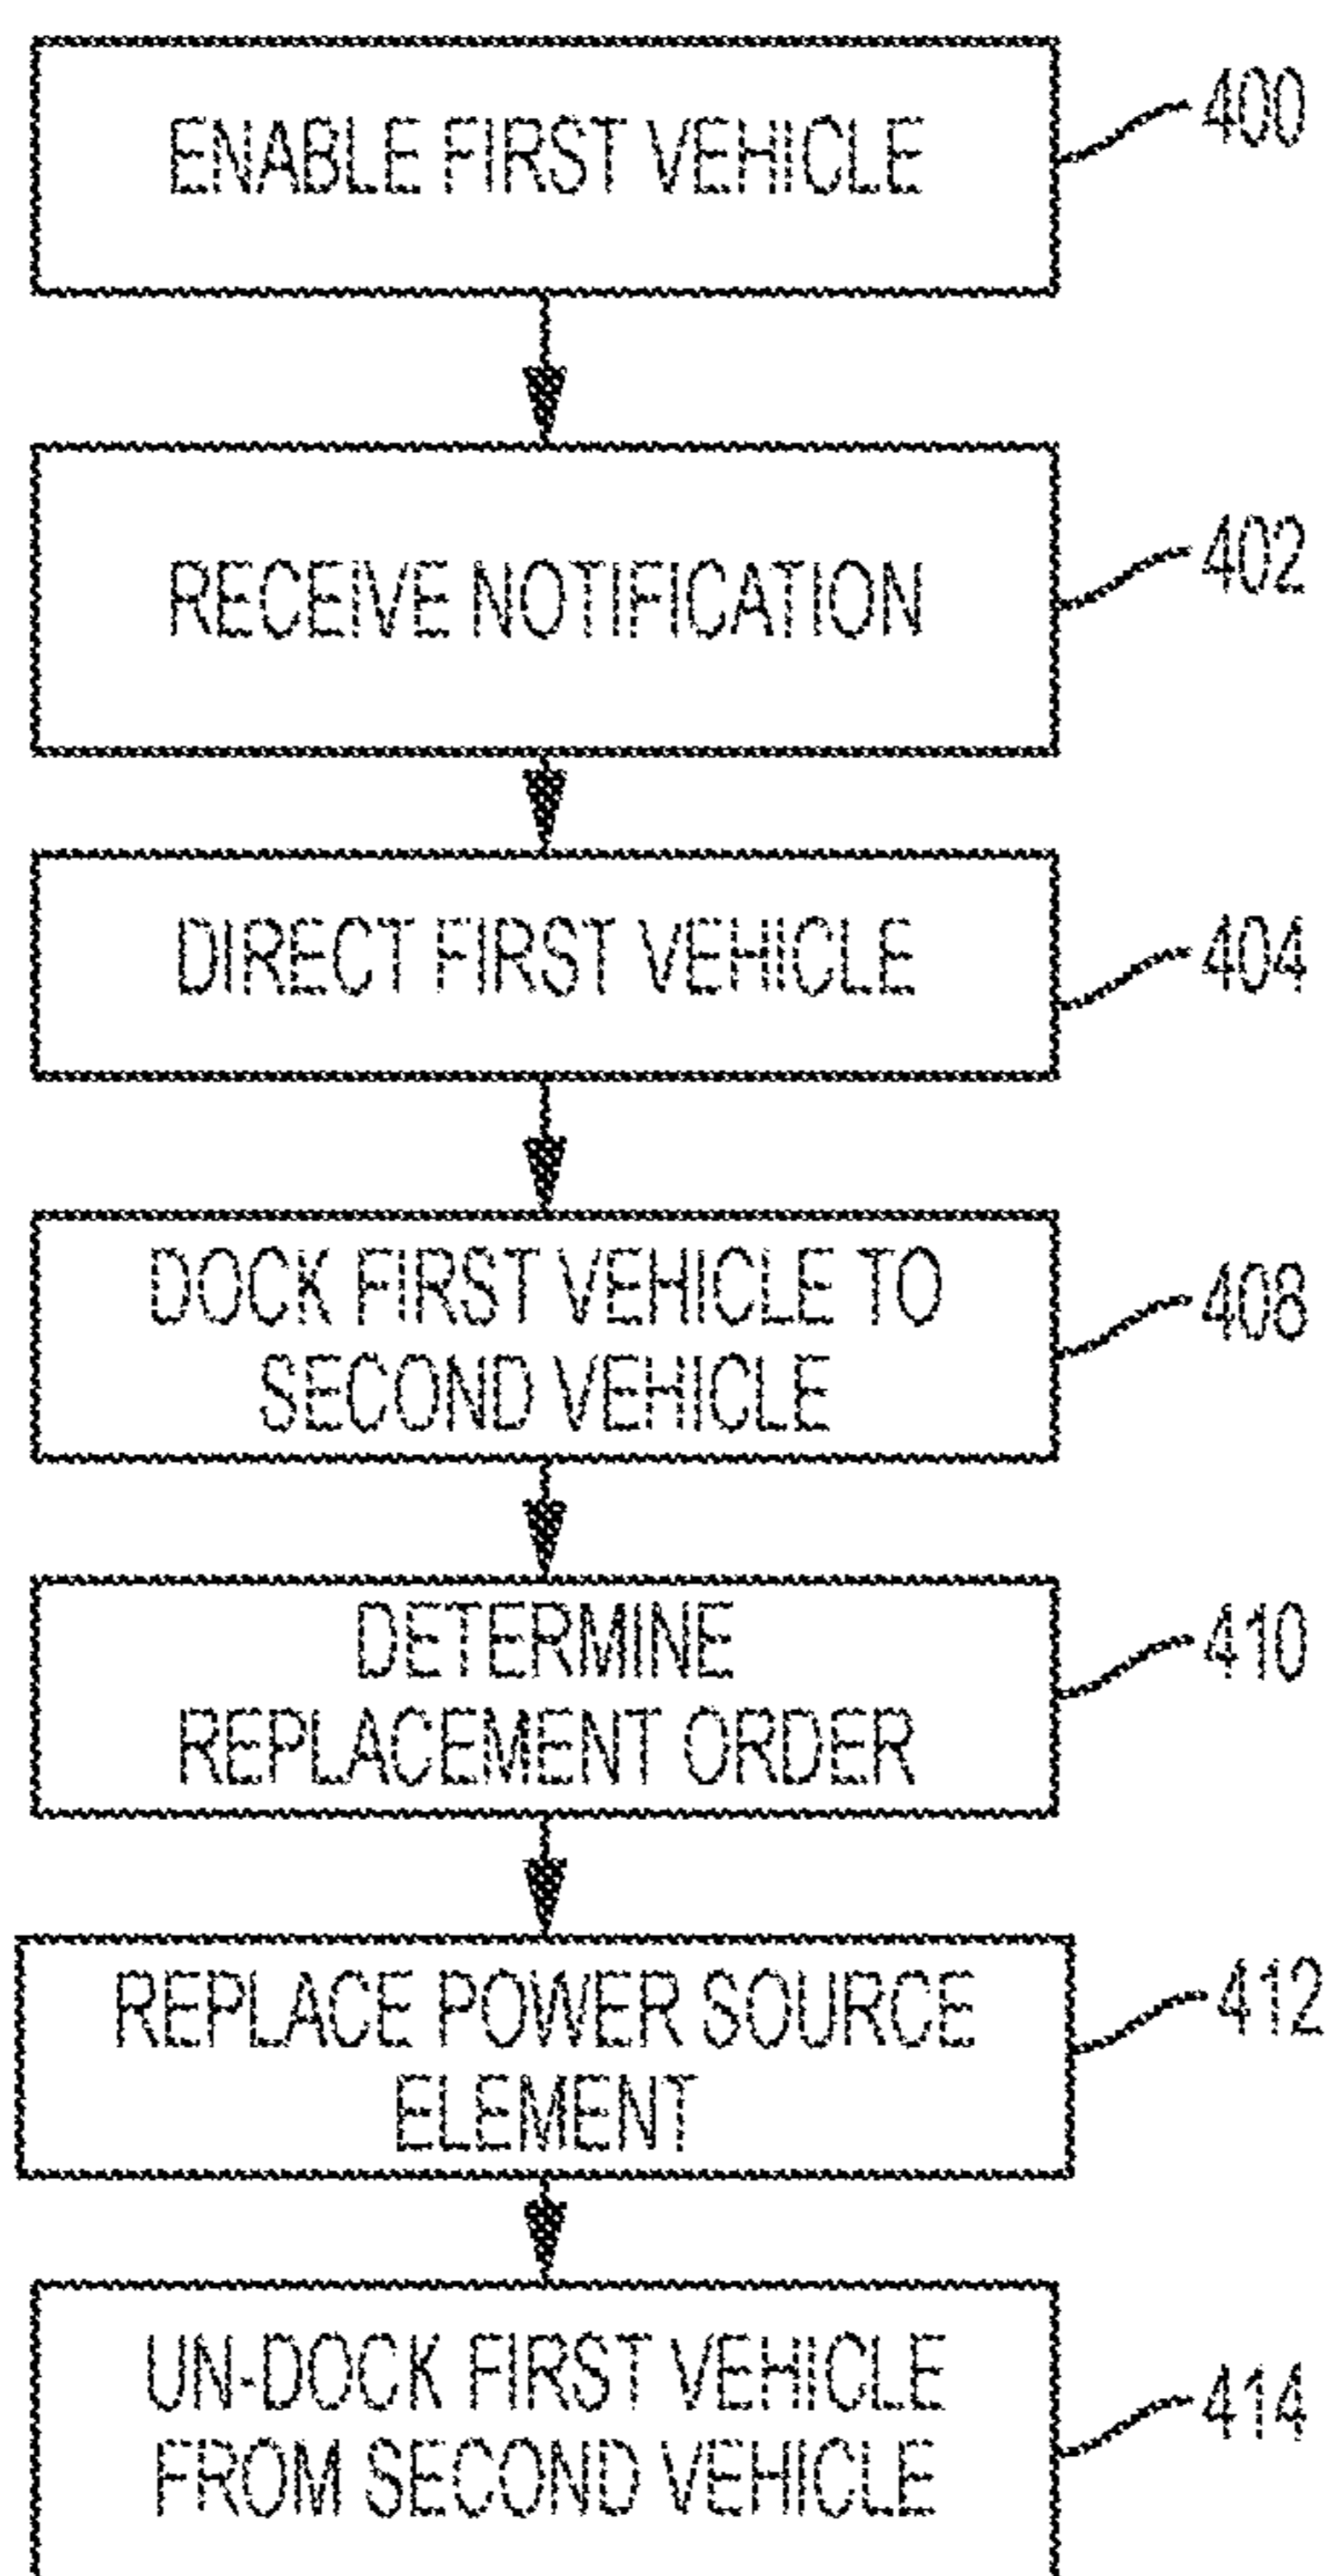 ENABLE FIRST VEHICLE
400
RECEIVE NOTIFICATION
402
DIRECT FIRST VEHICLE
404
DOCK FIRST VEHICLE TO
SECOND VEHICLE
408
DETERMINE
REPLACEMENT ORDER
410
REPLACE POWER SOURCE
ELEMENT
412
UN-DOCK FIRST VEHICLE
FROM SECOND VEHICLE
414